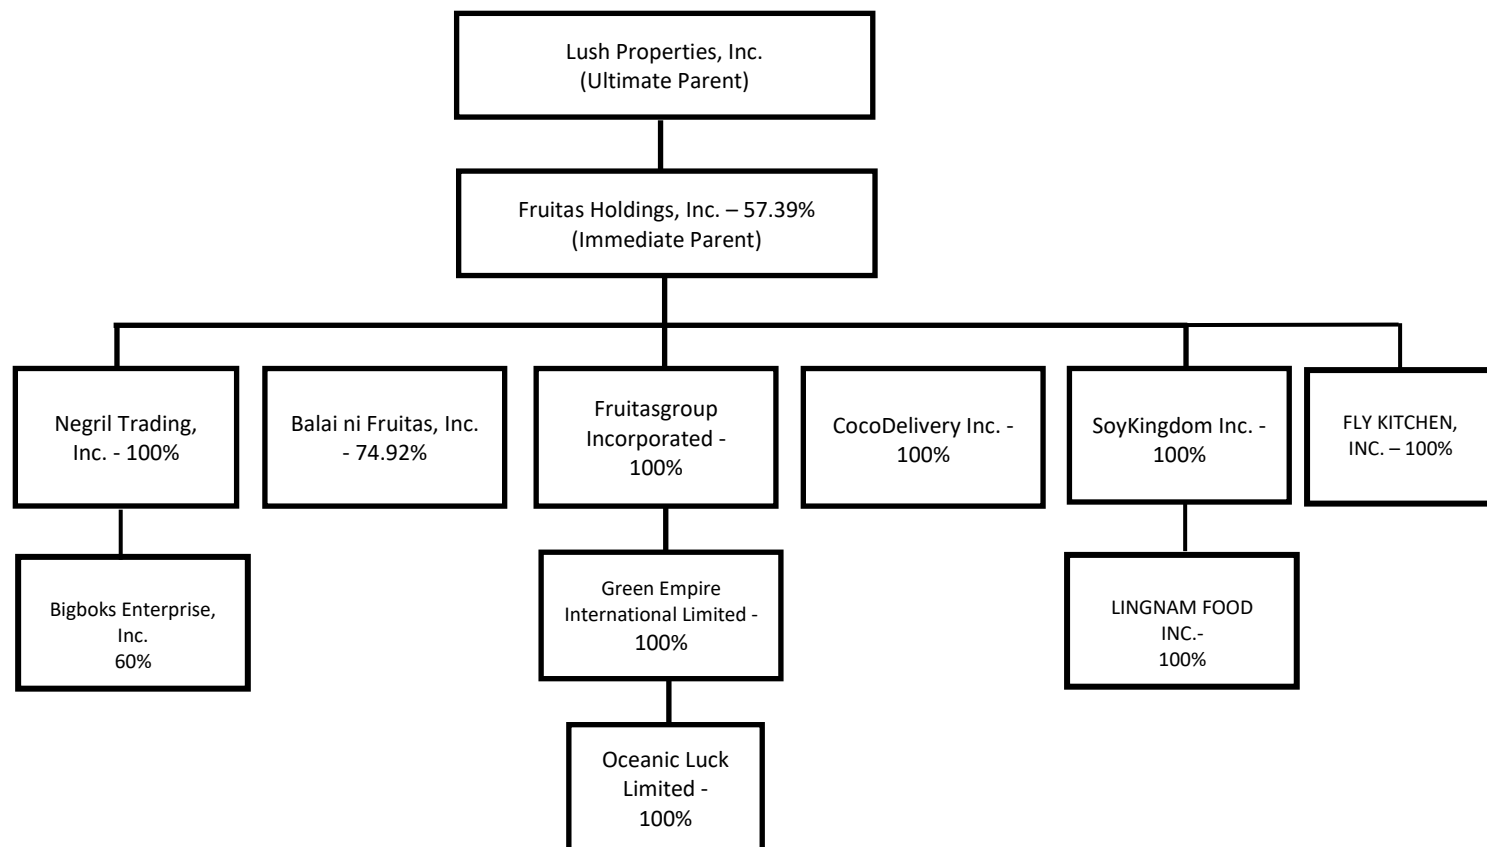 Lush Properties, Inc.
(Ultimate Parent)
Fruitas Holdings, Inc. – 57.39%
(Immediate Parent)
Negril Trading,
Inc. - 100%
Balai ni Fruitas, Inc.
- 74.92%
Fruitasgroup
Incorporated -
100%
CocoDelivery Inc. -
100%
SoyKingdom Inc. -
100%
FLY KITCHEN,
INC. – 100%
Bigboks Enterprise,
Inc.
60%
Green Empire
International Limited -
100%
LINGNAM FOOD
INC.-
100%
Oceanic Luck
Limited -
100%